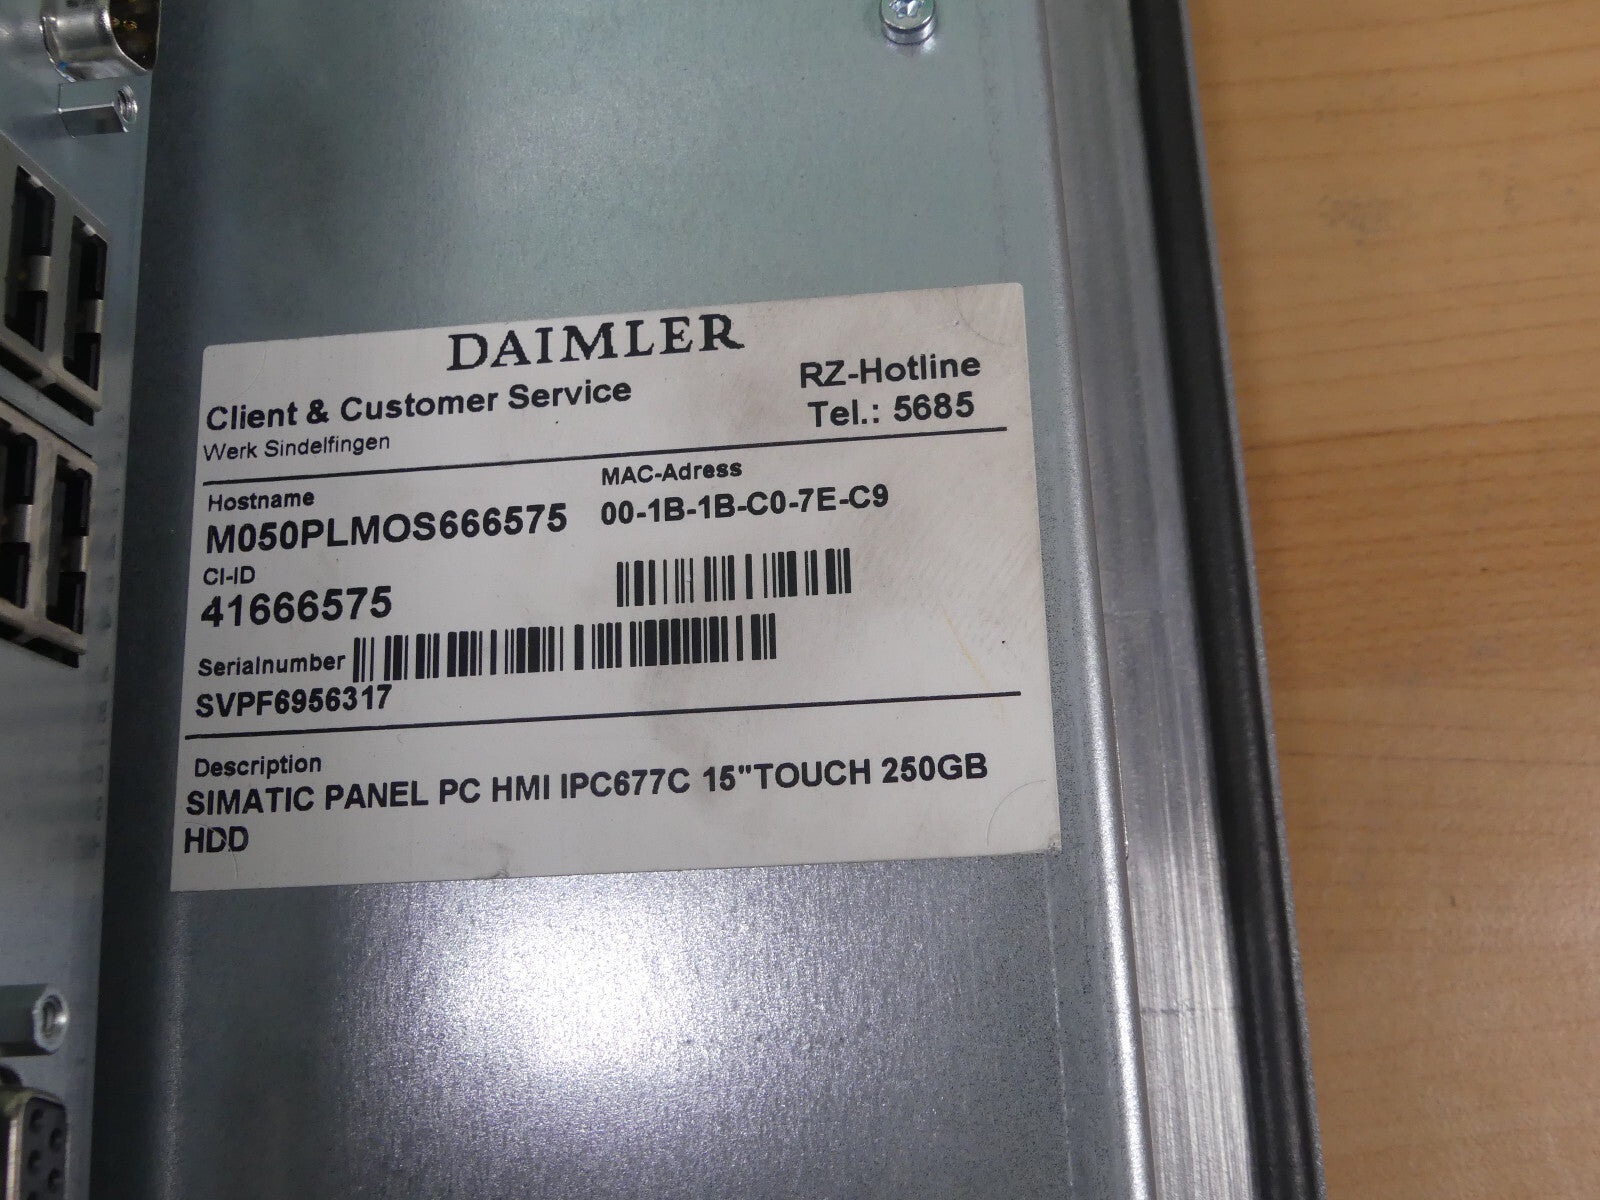 DAIMLER
Client & Customer Service
RZ-Hotline
Werk Sindelfingen
Tel.: 5685
Hostname
MAC-Adress
M050PLMOS666575
00-1B-1B-C0-7E-C9
CI-ID
41666575
Serialnumber
SVPF6956317
Description
SIMATIC PANEL PC HMI IPC677C 15"TOUCH 250GB
HDD